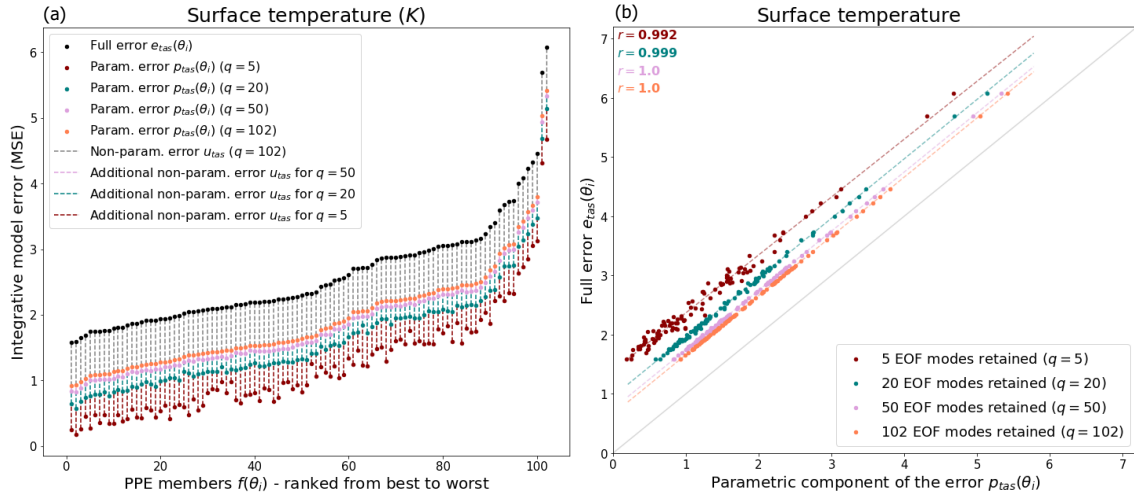 (a)
Surface temperature (K)
Integrative model error (MSE)
6
5
4
3
2
1
0
Full error e_tas(θ_i)
Param. error p_tas(θ_i) (q = 5)
Param. error p_tas(θ_i) (q = 20)
Param. error p_tas(θ_i) (q = 50)
Param. error p_tas(θ_i) (q = 102)
Non-param. error u_tas (q = 102)
Additional non-param. error u_tas for q = 50
Additional non-param. error u_tas for q = 20
Additional non-param. error u_tas for q = 5
0 20 40 60 80 100
PPE members f(θ_i) - ranked from best to worst
(b)
Surface temperature
r = 0.992
r = 0.999
r = 1.0
r = 1.0
Full error e_tas(θ_i)
7
6
5
4
3
2
1
0
5 EOF modes retained (q = 5)
20 EOF modes retained (q = 20)
50 EOF modes retained (q = 50)
102 EOF modes retained (q = 102)
0 1 2 3 4 5 6 7
Parametric component of the error p_tas(θ_i)